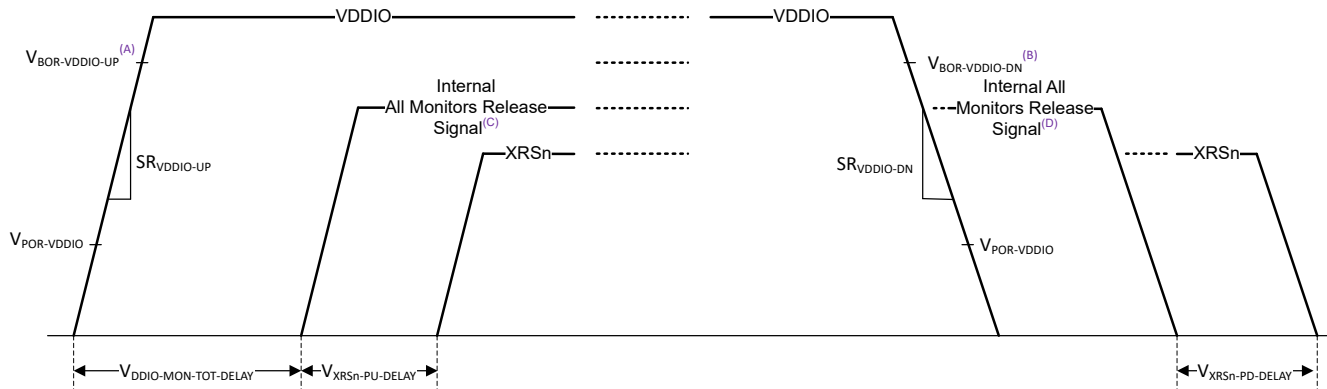 VDDIO
VDDIO
VBOR-VDDIO-UP(A)
VBOR-VDDIO-DN(B)
Internal
All Monitors Release
Signal(C)
Internal All
Monitors Release
Signal(D)
XRSn
XRSn
SRVDDIO-UP
SRVDDIO-DN
VPOR-VDDIO
VPOR-VDDIO
VDDIO-MON-TOT-DELAY
VXRSn-PU-DELAY
VXRSn-PD-DELAY